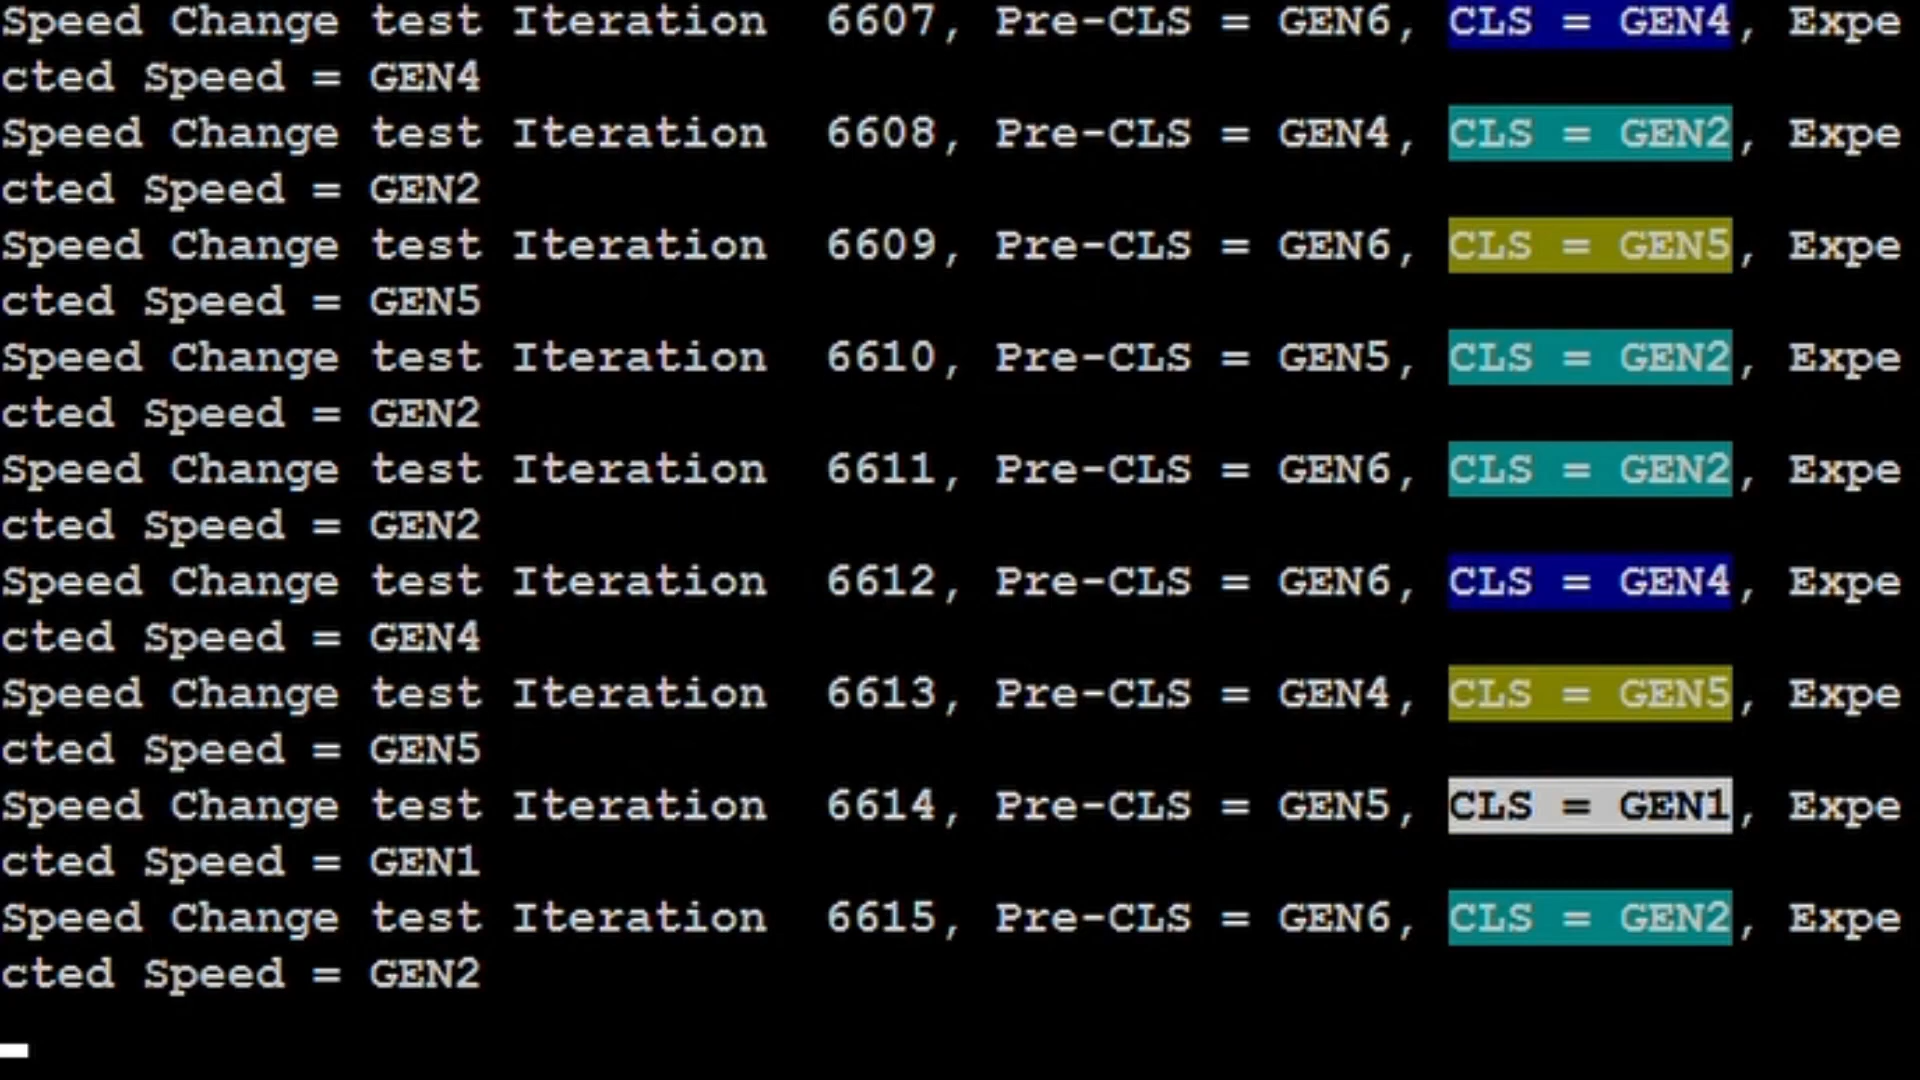 Speed Change test Iteration  6607, Pre-CLS = GEN6, CLS = GEN4, Expe
cted Speed = GEN4
Speed Change test Iteration  6608, Pre-CLS = GEN4, CLS = GEN2, Expe
cted Speed = GEN2
Speed Change test Iteration  6609, Pre-CLS = GEN6, CLS = GEN5, Expe
cted Speed = GEN5
Speed Change test Iteration  6610, Pre-CLS = GEN5, CLS = GEN2, Expe
cted Speed = GEN2
Speed Change test Iteration  6611, Pre-CLS = GEN6, CLS = GEN2, Expe
cted Speed = GEN2
Speed Change test Iteration  6612, Pre-CLS = GEN6, CLS = GEN4, Expe
cted Speed = GEN4
Speed Change test Iteration  6613, Pre-CLS = GEN4, CLS = GEN5, Expe
cted Speed = GEN5
Speed Change test Iteration  6614, Pre-CLS = GEN5, CLS = GEN1, Expe
cted Speed = GEN1
Speed Change test Iteration  6615, Pre-CLS = GEN6, CLS = GEN2, Expe
cted Speed = GEN2